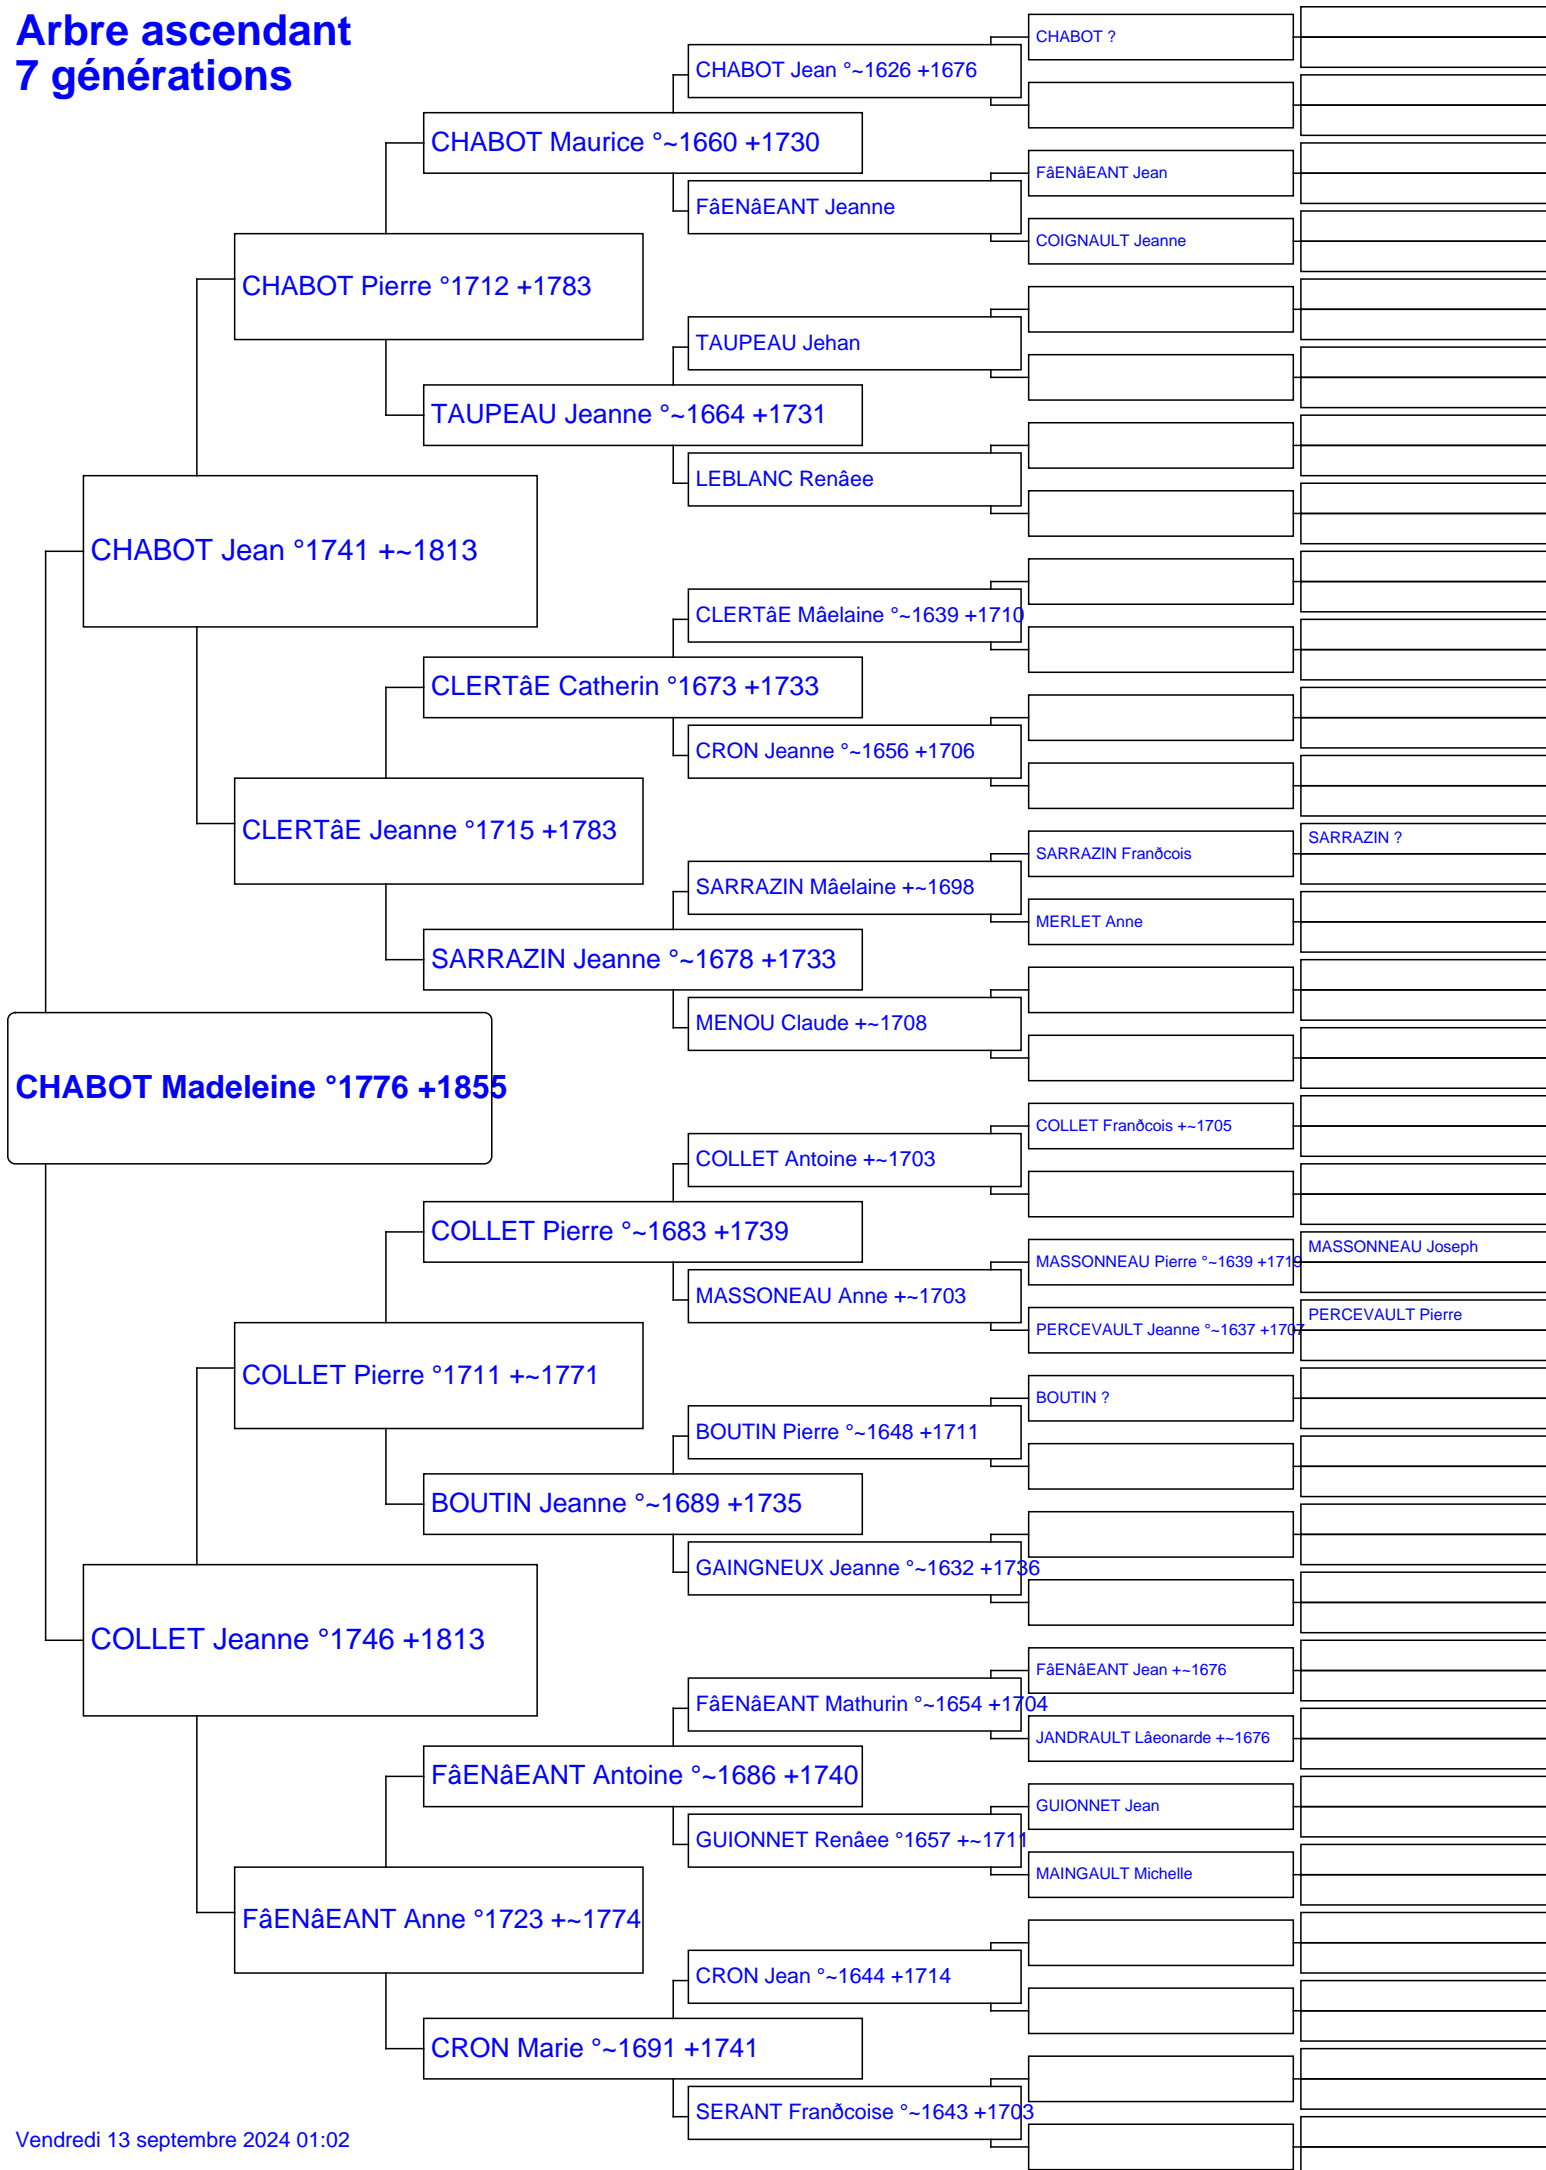 Arbre ascendant
7 générations
CHABOT ?
CHABOT Jean °~1626 +1676
CHABOT Maurice °~1660 +1730
FâENâEANT Jean
FâENâEANT Jeanne
COIGNAULT Jeanne
CHABOT Pierre °1712 +1783
TAUPEAU Jehan
TAUPEAU Jeanne °~1664 +1731
LEBLANC Renâee
CHABOT Jean °1741 +~1813
CLERTâE Mâelaine °~1639 +1710
CLERTâE Catherin °1673 +1733
CRON Jeanne °~1656 +1706
CLERTâE Jeanne °1715 +1783
SARRAZIN ?
SARRAZIN Franðcois
SARRAZIN Mâelaine +~1698
MERLET Anne
SARRAZIN Jeanne °~1678 +1733
MENOU Claude +~1708
CHABOT Madeleine °1776 +1855
COLLET Franðcois +~1705
COLLET Antoine +~1703
COLLET Pierre °~1683 +1739
MASSONNEAU Joseph
MASSONNEAU Pierre °~1639 +1719
MASSONEAU Anne +~1703
PERCEVAULT Pierre
PERCEVAULT Jeanne °~1637 +1707
COLLET Pierre °1711 +~1771
BOUTIN ?
BOUTIN Pierre °~1648 +1711
BOUTIN Jeanne °~1689 +1735
GAINGNEUX Jeanne °~1632 +1736
COLLET Jeanne °1746 +1813
FâENâEANT Jean +~1676
FâENâEANT Mathurin °~1654 +1704
JANDRAULT Lâeonarde +~1676
FâENâEANT Antoine °~1686 +1740
GUIONNET Jean
GUIONNET Renâee °1657 +~1711
MAINGAULT Michelle
FâENâEANT Anne °1723 +~1774
CRON Jean °~1644 +1714
CRON Marie °~1691 +1741
SERANT Franðcoise °~1643 +1703
Vendredi 13 septembre 2024 01:02